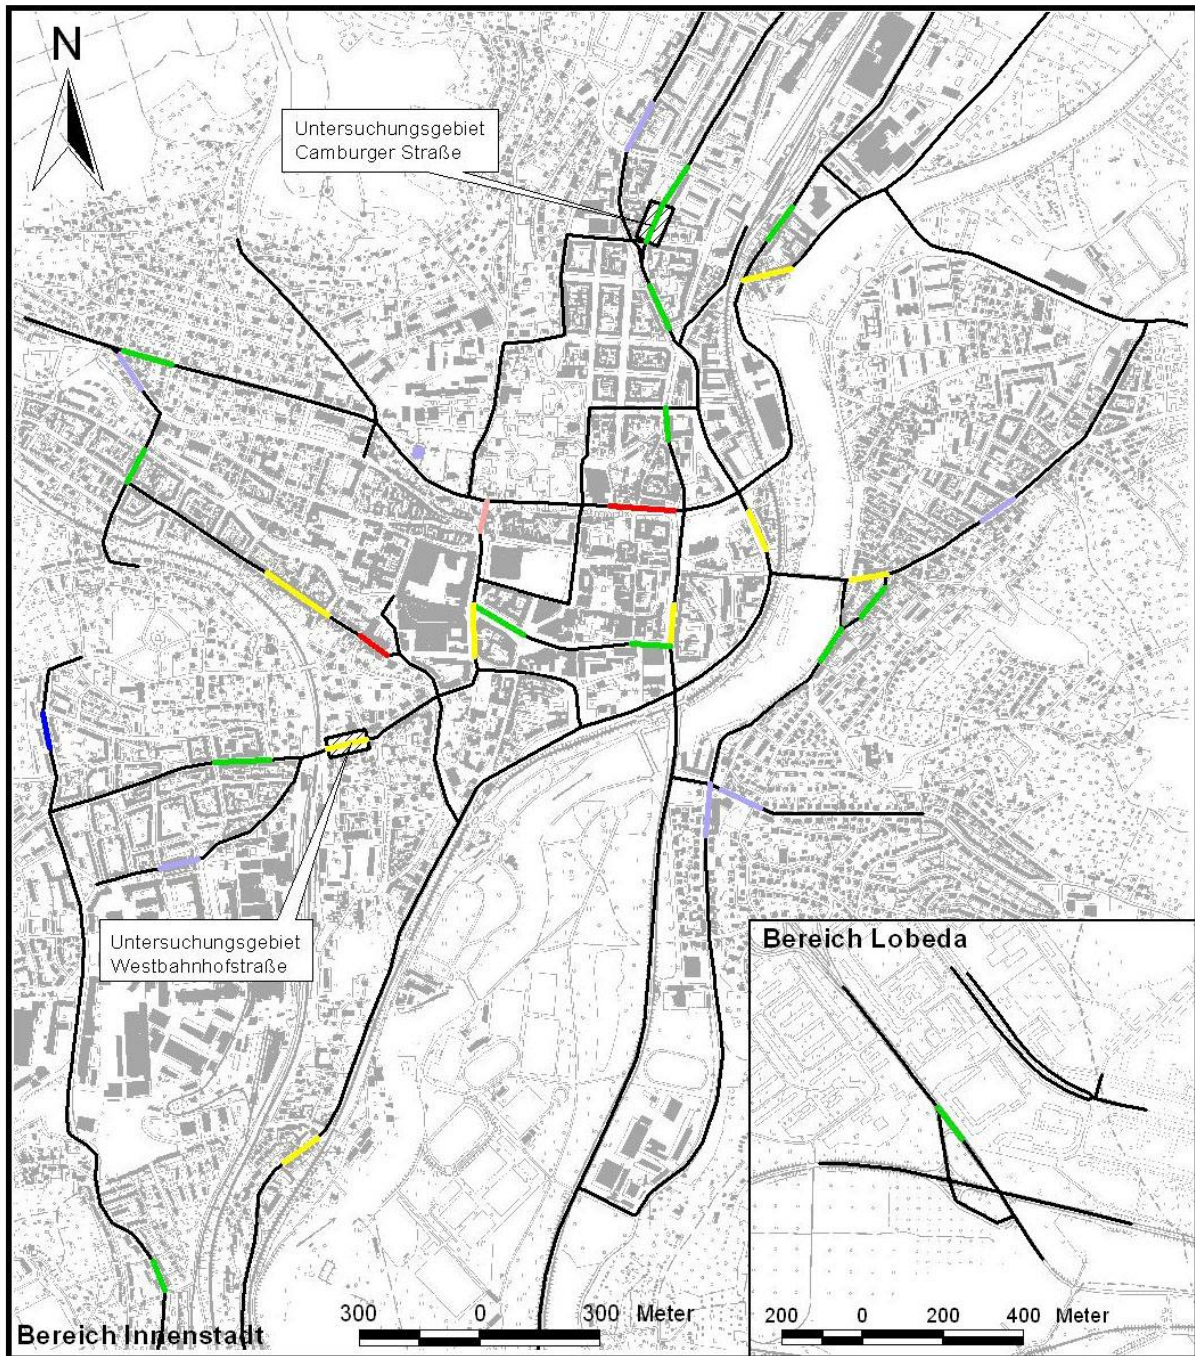 N
Untersuchungsgebiet
Camburger Straße
Untersuchungsgebiet
Westbahnhofstraße
Bereich Lobeda
Bereich Innenstadt
300 0 300 Meter
200 0 200 400 Meter